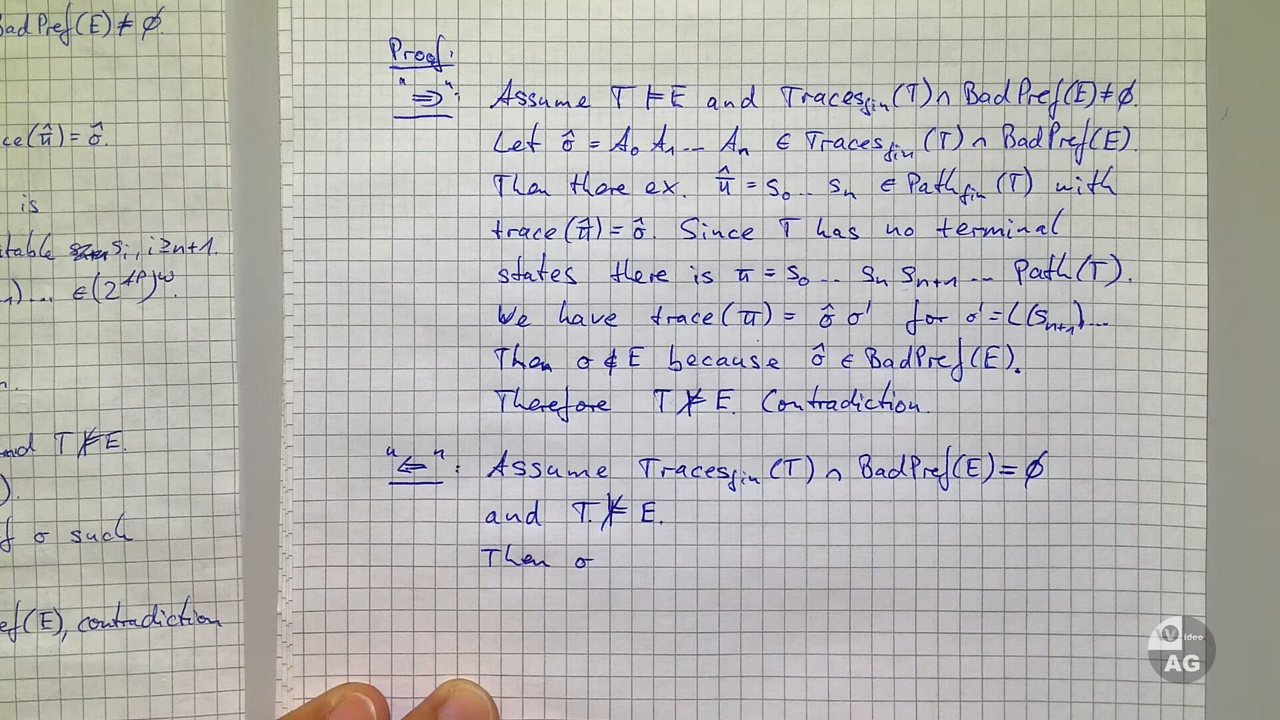 BadPref(E) ≠ ∅.
ce(π̂) = σ̂.
is
table s_i, i ≥ n+1.
)... ∈ (2^AP)^ω.
n.
and T ⊭ E.
).
f σ such
ef(E), contradiction
Proof:
"⇒": Assume T ⊨ E and Traces_fin(T) ∩ BadPref(E) ≠ ∅.
Let σ̂ = A₀ A₁ ... Aₙ ∈ Traces_fin(T) ∩ BadPref(E).
Then there ex. π̂ = s₀ ... sₙ ∈ Path_fin(T) with
trace(π̂) = σ̂. Since T has no terminal
states there is π = s₀ ... sₙ sₙ₊₁ ... Path(T).
We have trace(π) = σ̂ σ' for σ' = L(sₙ₊₁)...
Then σ ∉ E because σ̂ ∈ BadPref(E).
Therefore T ⊭ E. Contradiction.
"⇐": Assume Traces_fin(T) ∩ BadPref(E) = ∅
and T ⊭ E.
Then σ
Video
AG